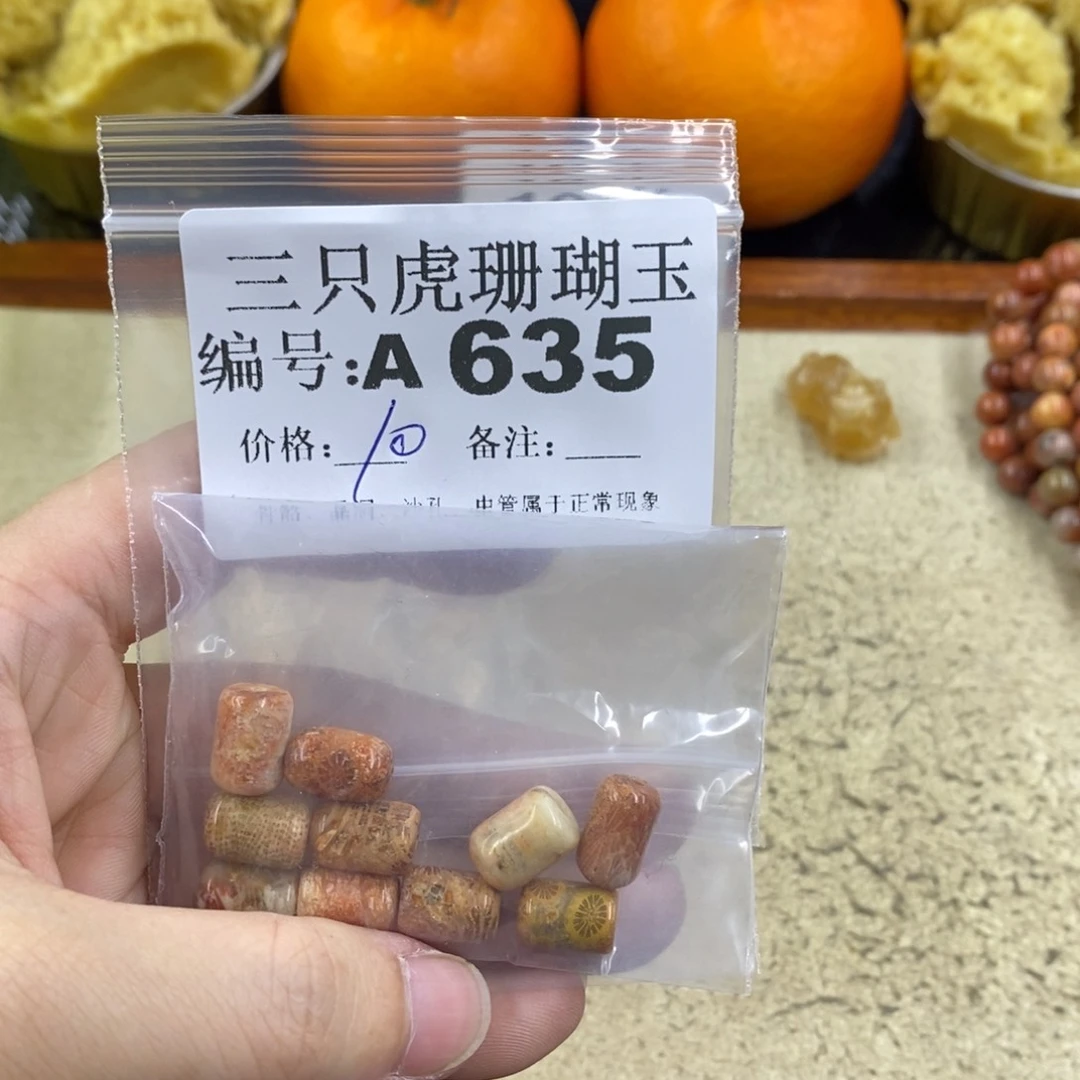 三只虎珊瑚玉
编号:A 635
价格:10 备注:
沙孔 虫管属于正常现象